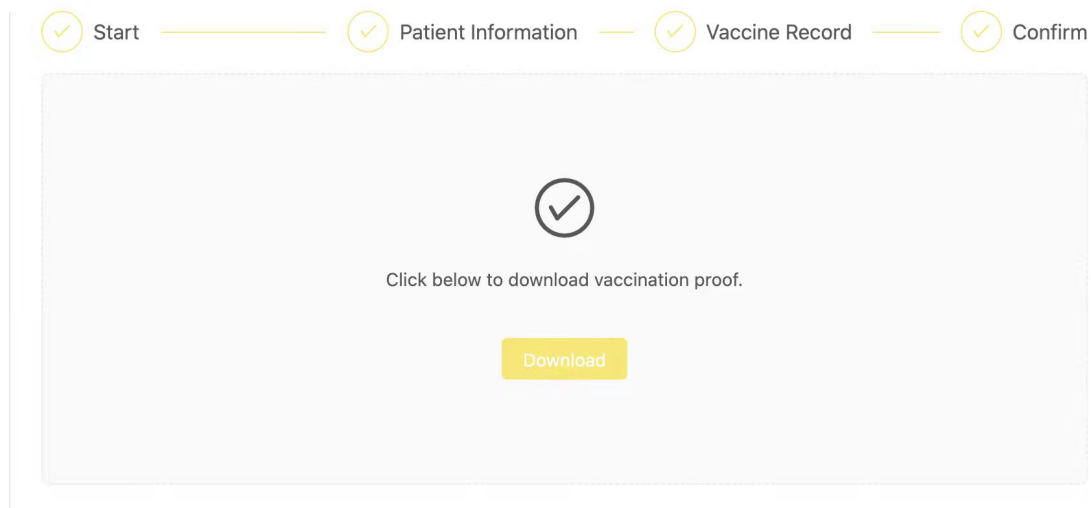 Start Patient Information Vaccine Record Confirm
Click below to download vaccination proof.
Download